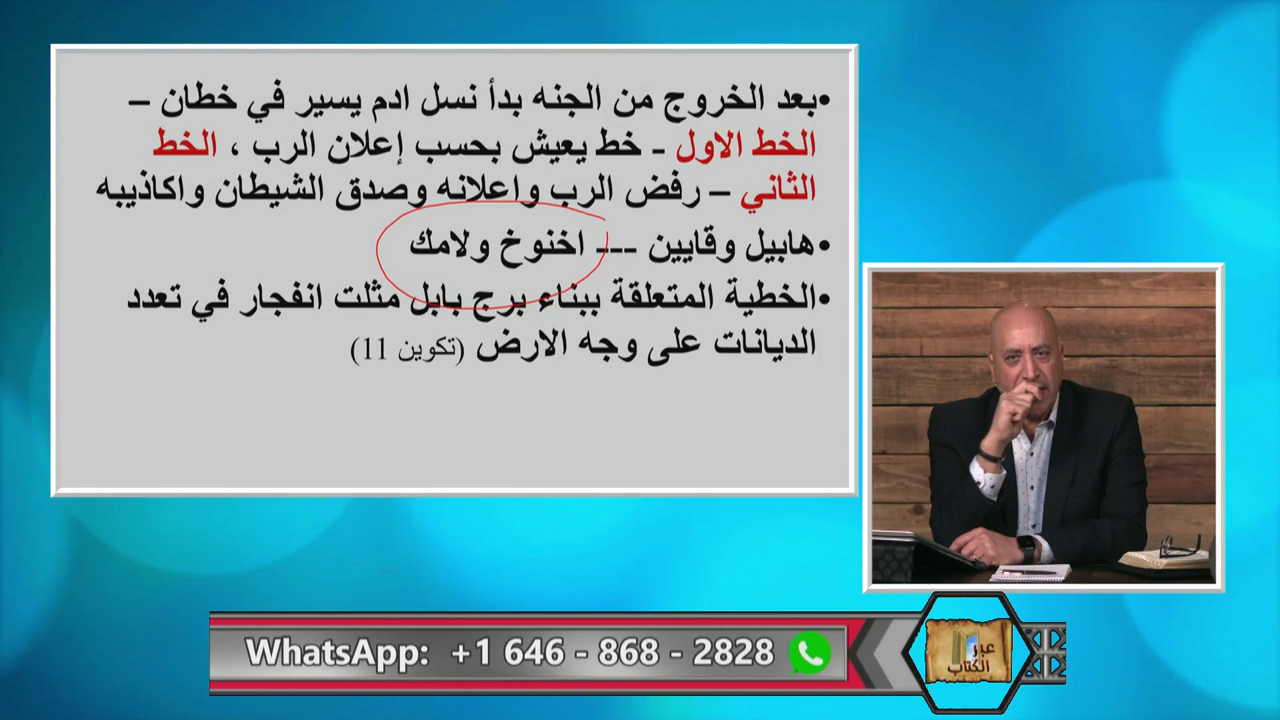 •بعد الخروج من الجنه بدأ نسل ادم يسير في خطان –
الخط الاول - خط يعيش بحسب إعلان الرب ، الخط
الثاني – رفض الرب واعلانه وصدق الشيطان واكاذيبه
•هابيل وقايين --- اخنوخ ولامك
•الخطية المتعلقة ببناء برج بابل مثلت انفجار في تعدد
الديانات على وجه الارض (تكوين 11)
WhatsApp: +1 646 - 868 - 2828
عبر
الكتاب